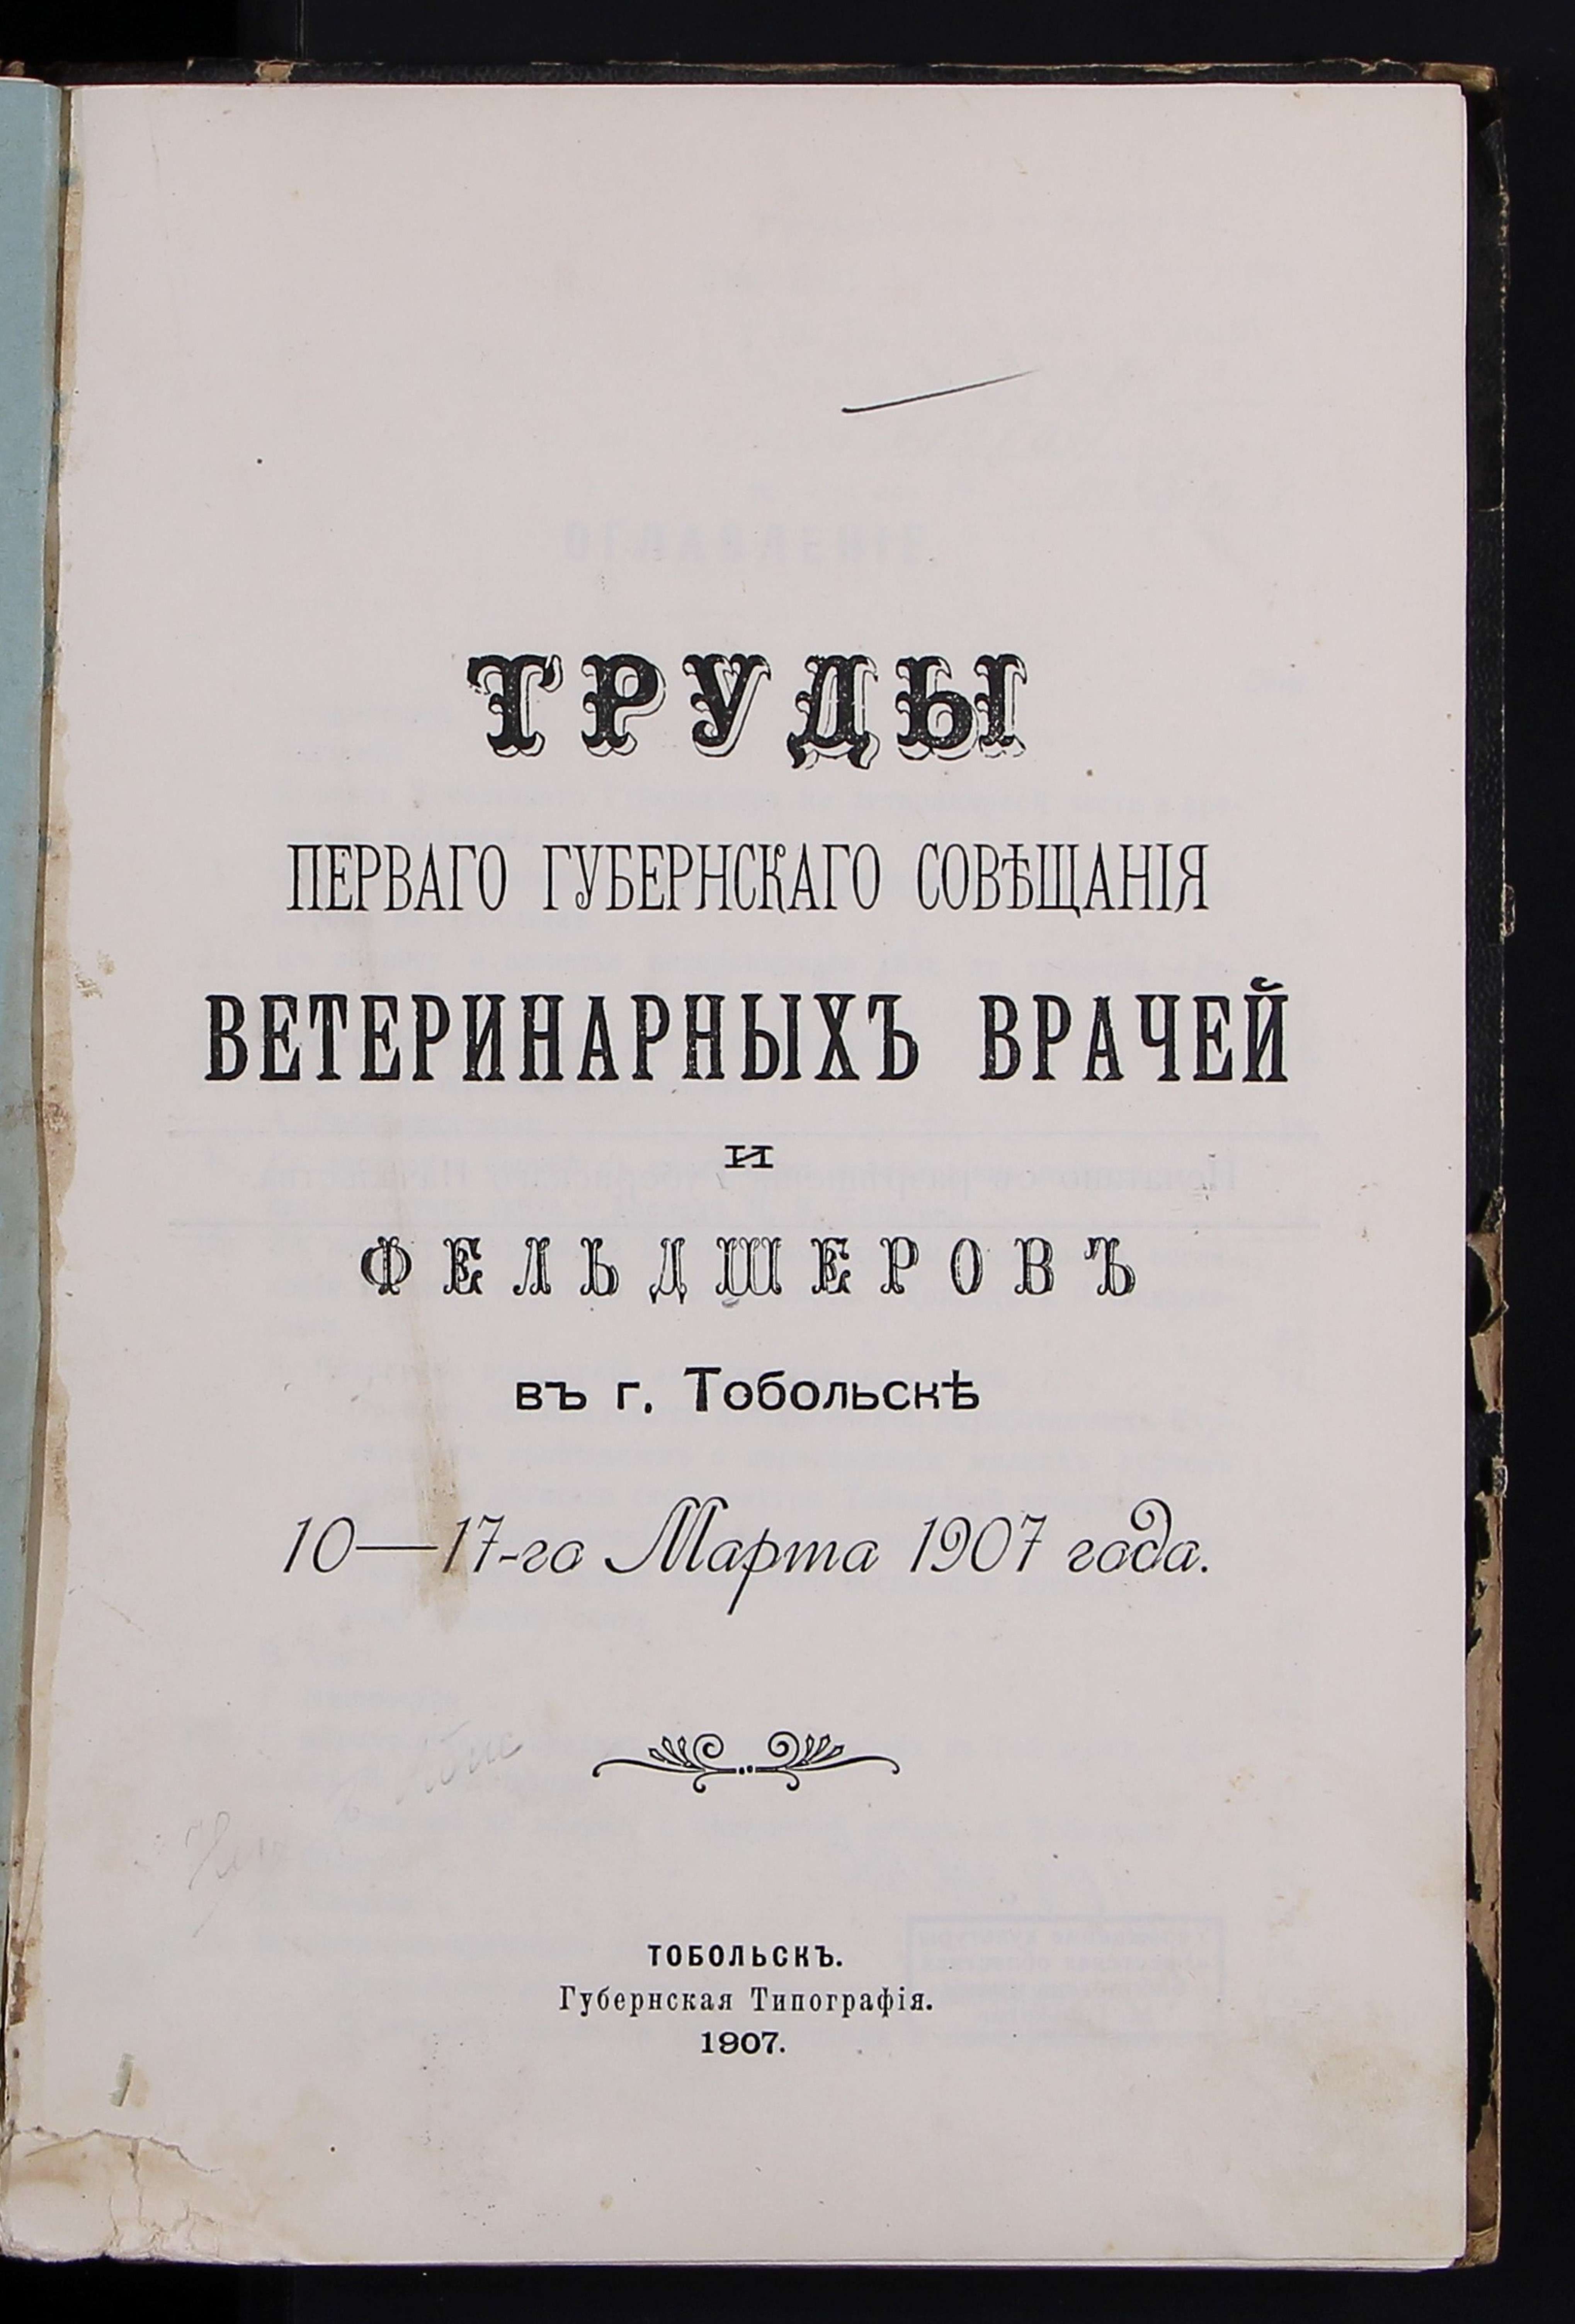 ТРУДЫ
ПЕРВАГО ГУБЕРНСКАГО СОВѢЩАНІЯ
ВЕТЕРИНАРНЫХЪ ВРАЧЕЙ
И
ФЕЛЬДШЕРОВЪ
въ г. Тобольскѣ
10—17-го Марта 1907 года.
ТОБОЛЬСКЪ.
Губернская Типографія.
1907.